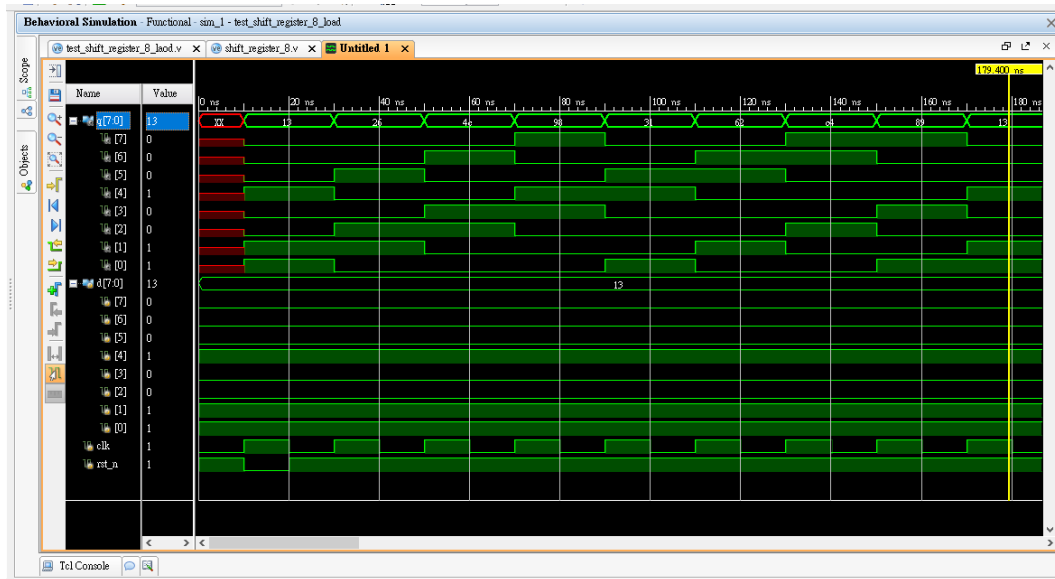 Behavioral Simulation - Functional - sim_1 - test_shift_register_8_load
test_shift_register_8_laod.v shift_register_8.v Untitled 1
Scope
Objects
179.400 ns
Name Value
0 ns 20 ns 40 ns 60 ns 80 ns 100 ns 120 ns 140 ns 160 ns 180 ns
q[7:0] 13 XX 13 26 4c 98 31 62 c4 89 13
[7] 0
[6] 0
[5] 0
[4] 1
[3] 0
[2] 0
[1] 1
[0] 1
d[7:0] 13 13
[7] 0
[6] 0
[5] 0
[4] 1
[3] 0
[2] 0
[1] 1
[0] 1
clk 1
rst_n 1
Tcl Console